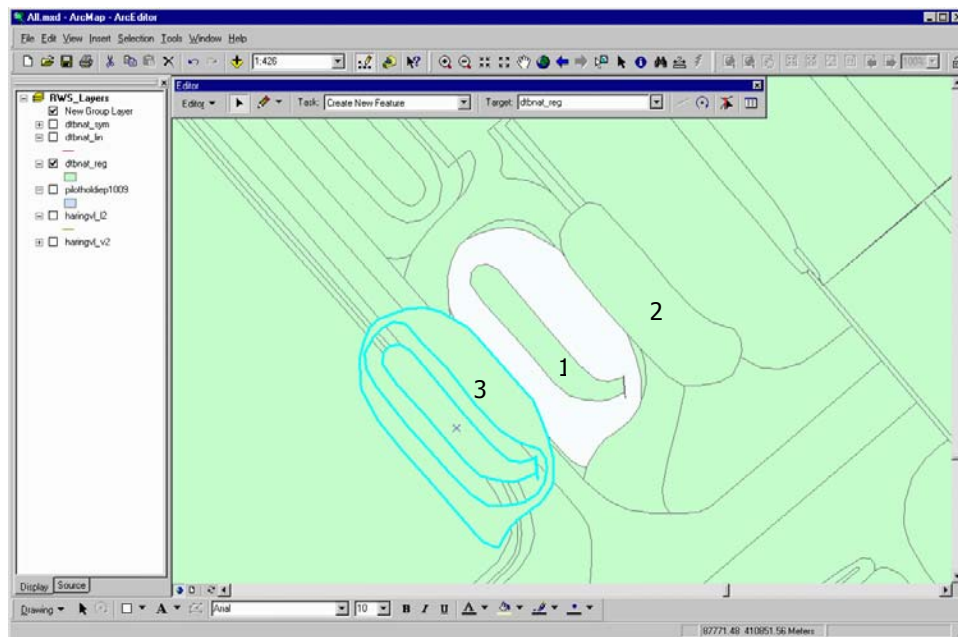 All.mxd - ArcMap - ArcEditor
File Edit View Insert Selection Tools Window Help
1:426
100%
Editor
Editor Task: Create New Feature Target: dtbnat_reg
RWS_Layers
New Group Layer
dtbnat_sym
dtbnat_lin
dtbnat_reg
pilotholdiep1009
haringvl_l2
haringvl_v2
2
1
3
Display Source
Drawing A Arial 10 B I U A
87771.48 410851.56 Meters